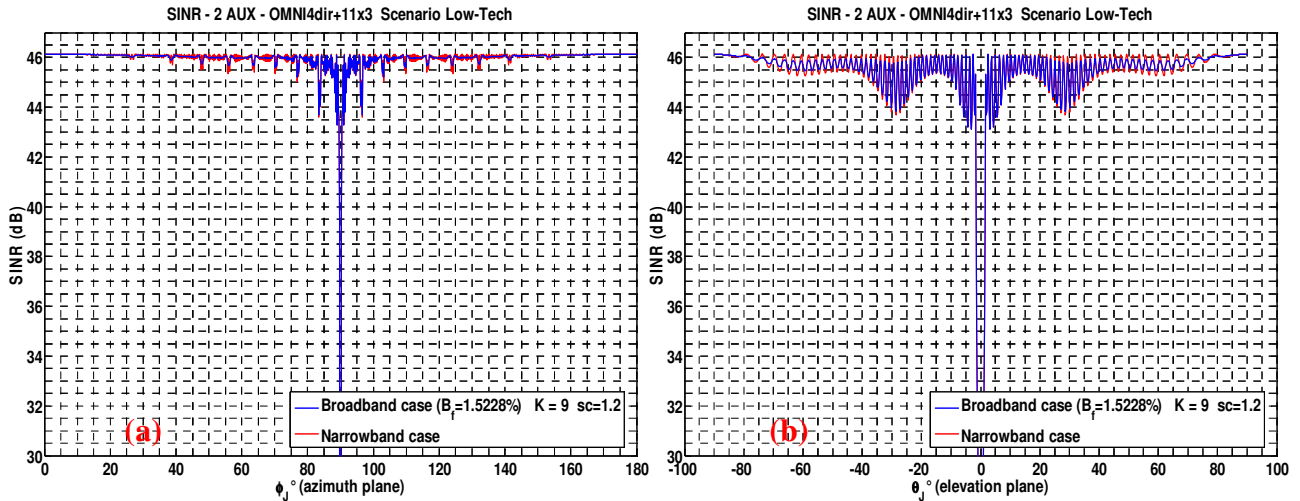 SINR - 2 AUX - OMNI4dir+11x3 Scenario Low-Tech
SINR (dB)
46
44
42
40
38
36
34
32
30
0 20 40 60 80 100 120 140 160 180
Broadband case (B_f=1.5228%) K = 9 sc=1.2
Narrowband case
(a)
ϕ_J° (azimuth plane)
SINR - 2 AUX - OMNI4dir+11x3 Scenario Low-Tech
SINR (dB)
46
44
42
40
38
36
34
32
30
-100 -80 -60 -40 -20 0 20 40 60 80 100
Broadband case (B_f=1.5228%) K = 9 sc=1.2
Narrowband case
(b)
θ_J° (elevation plane)